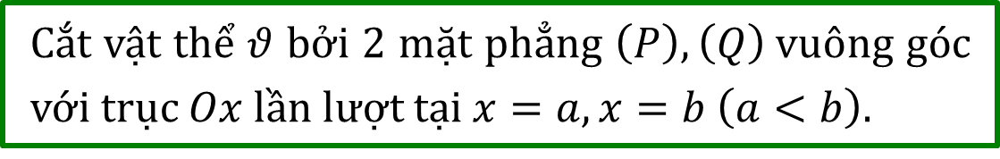 Cắt vật thể 𝜗 bởi 2 mặt phẳng (𝑃), (𝑄) vuông góc
với trục 𝑂𝑥 lần lượt tại 𝑥 = 𝑎, 𝑥 = 𝑏 (𝑎 < 𝑏).